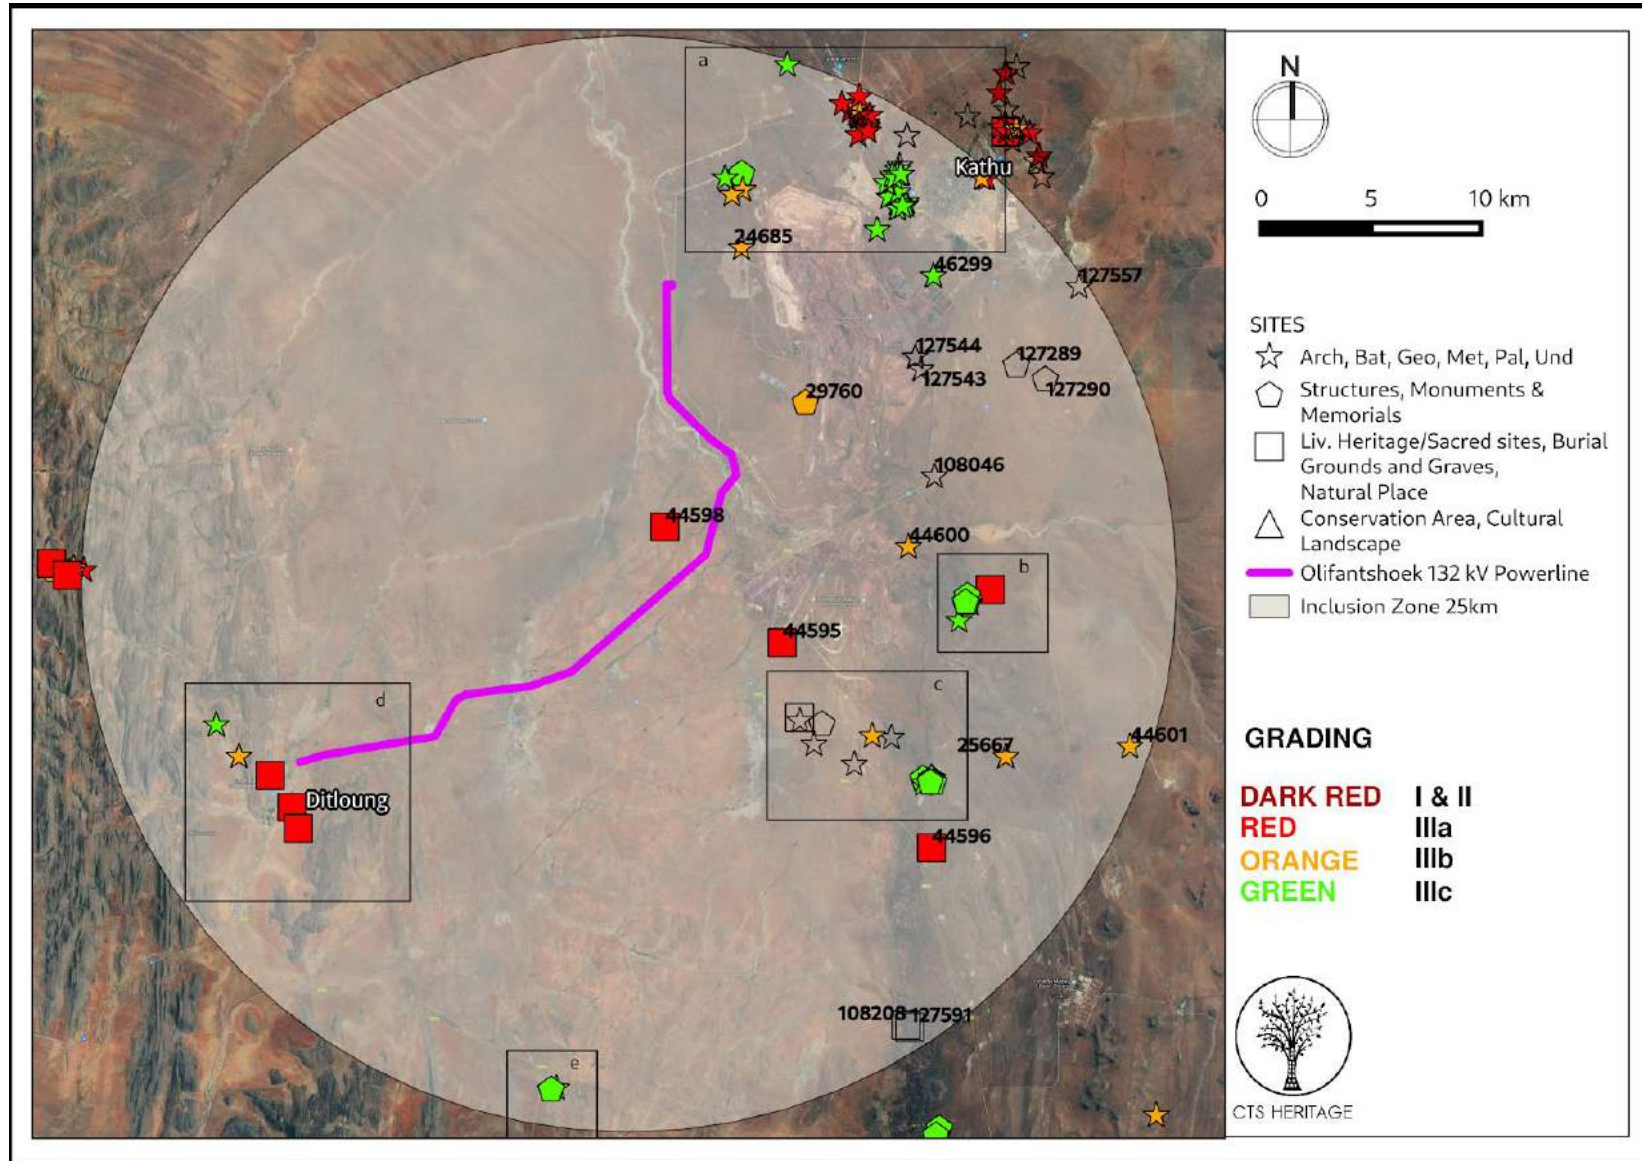 a
Kathu
24685
46299
127557
127544
127543
127289
127290
29760
108046
44598
44600
b
44595
c
d
25667
44601
Ditloung
44596
108208
127591
e
N
0 5 10 km
SITES
Arch, Bat, Geo, Met, Pal, Und
Structures, Monuments &
Memorials
Liv. Heritage/Sacred sites, Burial
Grounds and Graves,
Natural Place
Conservation Area, Cultural
Landscape
Olifantshoek 132 kV Powerline
Inclusion Zone 25km
GRADING
DARK RED I & II
RED IIIa
ORANGE IIIb
GREEN IIIc
CTS HERITAGE